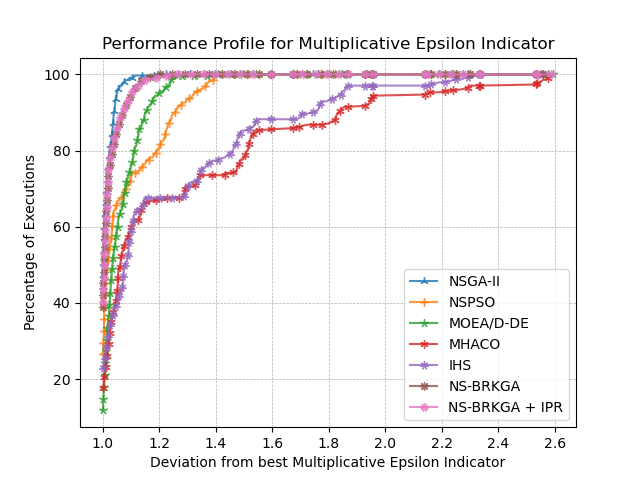 Performance Profile for Multiplicative Epsilon Indicator
Percentage of Executions
100
80
60
40
20
NSGA-II
NSPSO
MOEA/D-DE
MHACO
IHS
NS-BRKGA
NS-BRKGA + IPR
1.0 1.2 1.4 1.6 1.8 2.0 2.2 2.4 2.6
Deviation from best Multiplicative Epsilon Indicator